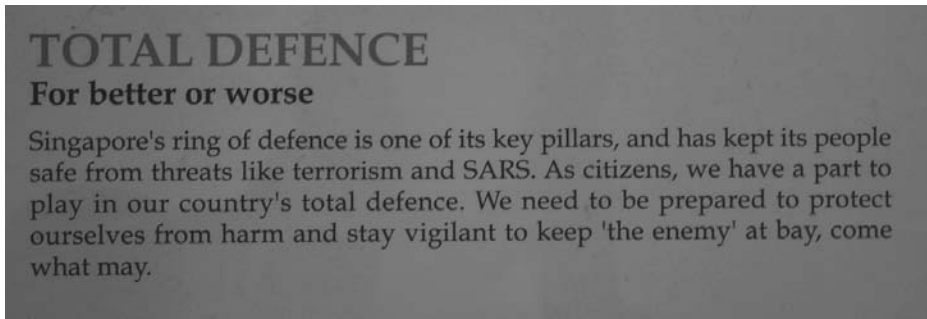 TOTAL DEFENCE
For better or worse
Singapore's ring of defence is one of its key pillars, and has kept its people
safe from threats like terrorism and SARS. As citizens, we have a part to
play in our country's total defence. We need to be prepared to protect
ourselves from harm and stay vigilant to keep 'the enemy' at bay, come
what may.